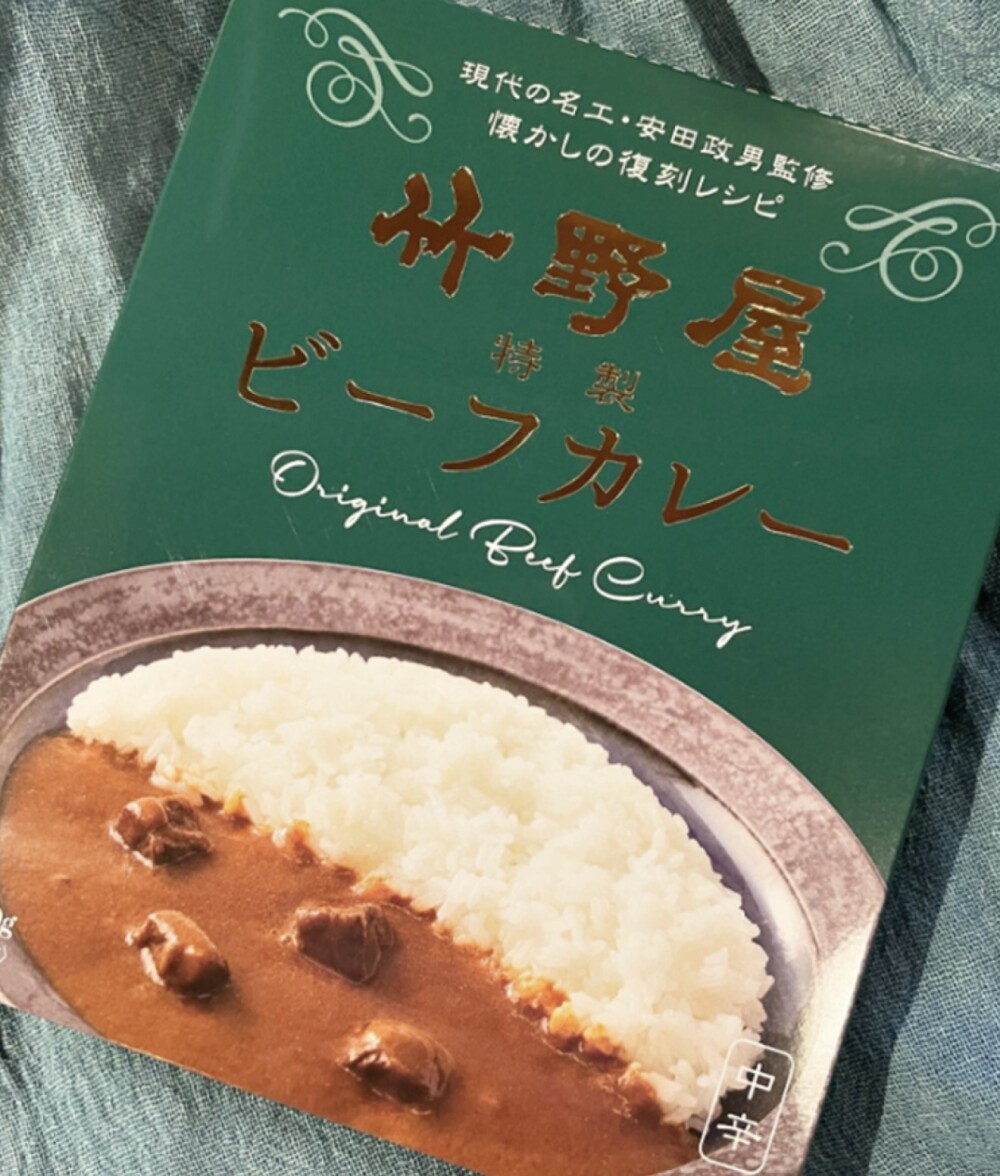 現代の名工・安田政男監修
懐かしの復刻レシピ
竹野屋
特製
ビーフカレー
Original Beef Curry
中辛